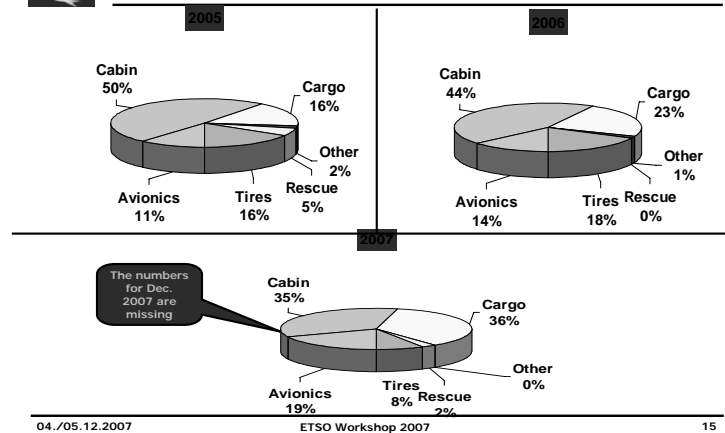 2005
Cabin
50%
Cargo
16%
Other
2%
Rescue
5%
Tires
16%
Avionics
11%
2006
Cabin
44%
Cargo
23%
Other
1%
Rescue
0%
Tires
18%
Avionics
14%
2007
The numbers
for Dec.
2007 are
missing
Cabin
35%
Cargo
36%
Other
0%
Rescue
2%
Tires
8%
Avionics
19%
04./05.12.2007
ETSO Workshop 2007
15